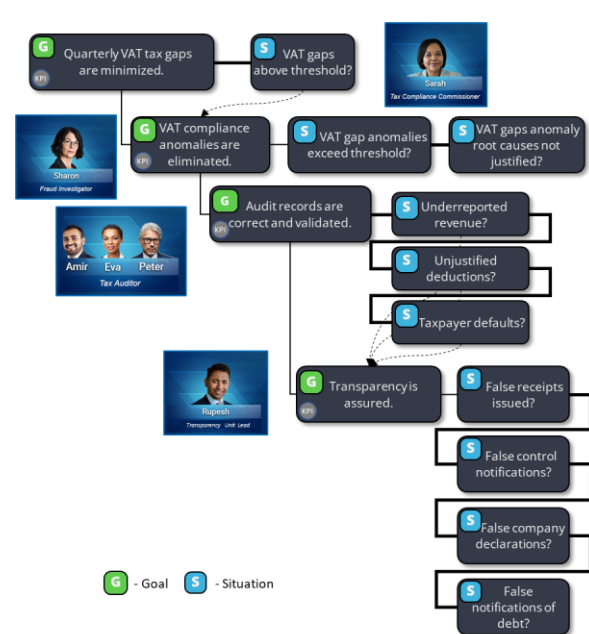 G
Quarterly VAT tax gaps
are minimized.
KPI
S
VAT gaps
above threshold?
Sarah
Tax Compliance Commissioner
G
VAT compliance
anomalies are
eliminated.
KPI
S
VAT gap anomalies
exceed threshold?
S
VAT gaps anomaly
root causes not
justified?
Sharon
Fraud Investigator
G
Audit records are
correct and validated.
KPI
S
Underreported
revenue?
Amir Eva Peter
Tax Auditor
S
Unjustified
deductions?
S
Taxpayer defaults?
Rupesh
Transparency Unit Lead
G
Transparency is
assured.
KPI
S
False receipts
issued?
S
False control
notifications?
S
False company
declarations?
G - Goal S - Situation
S
False
notifications of
debt?